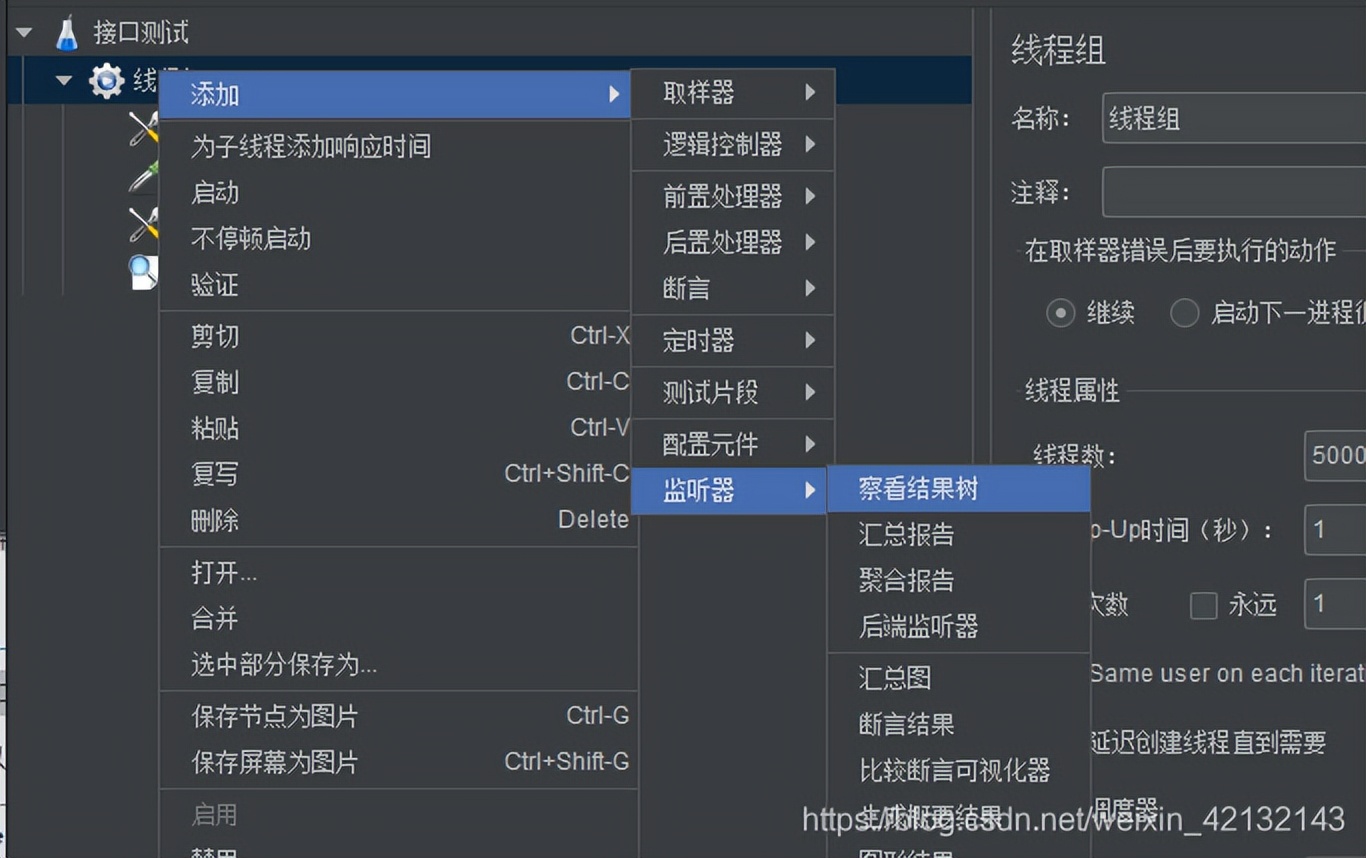 接口测试
线
添加
为子线程添加响应时间
启动
不停顿启动
验证
剪切 Ctrl-X
复制 Ctrl-C
粘贴 Ctrl-V
复写 Ctrl+Shift-C
删除 Delete
打开...
合并
选中部分保存为...
保存节点为图片 Ctrl-G
保存屏幕为图片 Ctrl+Shift-G
启用
取样器
逻辑控制器
前置处理器
后置处理器
断言
定时器
测试片段
配置元件
监听器
察看结果树
汇总报告
聚合报告
后端监听器
汇总图
断言结果
比较断言可视化器
生成概要结果
线程组
名称： 线程组
注释：
在取样器错误后要执行的动作
继续 启动下一进程
线程属性
线程数： 5000
p-Up时间（秒）： 1
次数 永远 1
Same user on each iterat
延迟创建线程直到需要
调度器
https://blog.csdn.net/weixin_42132143